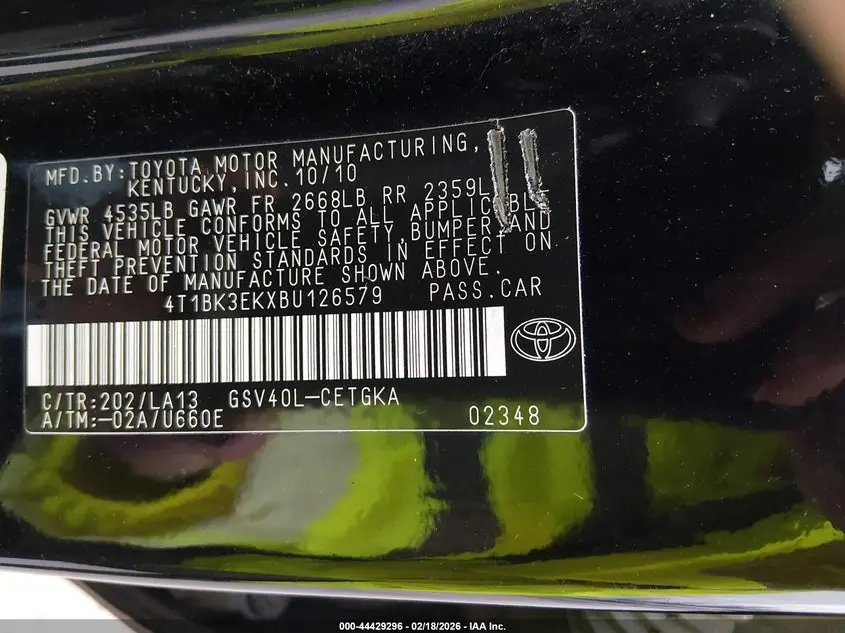 MFD.BY:TOYOTA MOTOR MANUFACTURING,
KENTUCKY,INC.10/10
GVWR 4535LB GAWR FR 2668LB RR 2359L
THIS VEHICLE CONFORMS TO ALL APPLICABLE
FEDERAL MOTOR VEHICLE SAFETY,BUMPER,AND
THEFT PREVENTION STANDARDS IN EFFECT ON
THE DATE OF MANUFACTURE SHOWN ABOVE.
4T1BK3EKXBU126579 PASS.CAR
C/TR:202/LA13 GSV40L-CETGKA
A/TM:-02A/U660E 02348
000-44429296 - 02/18/2026 - IAA Inc.